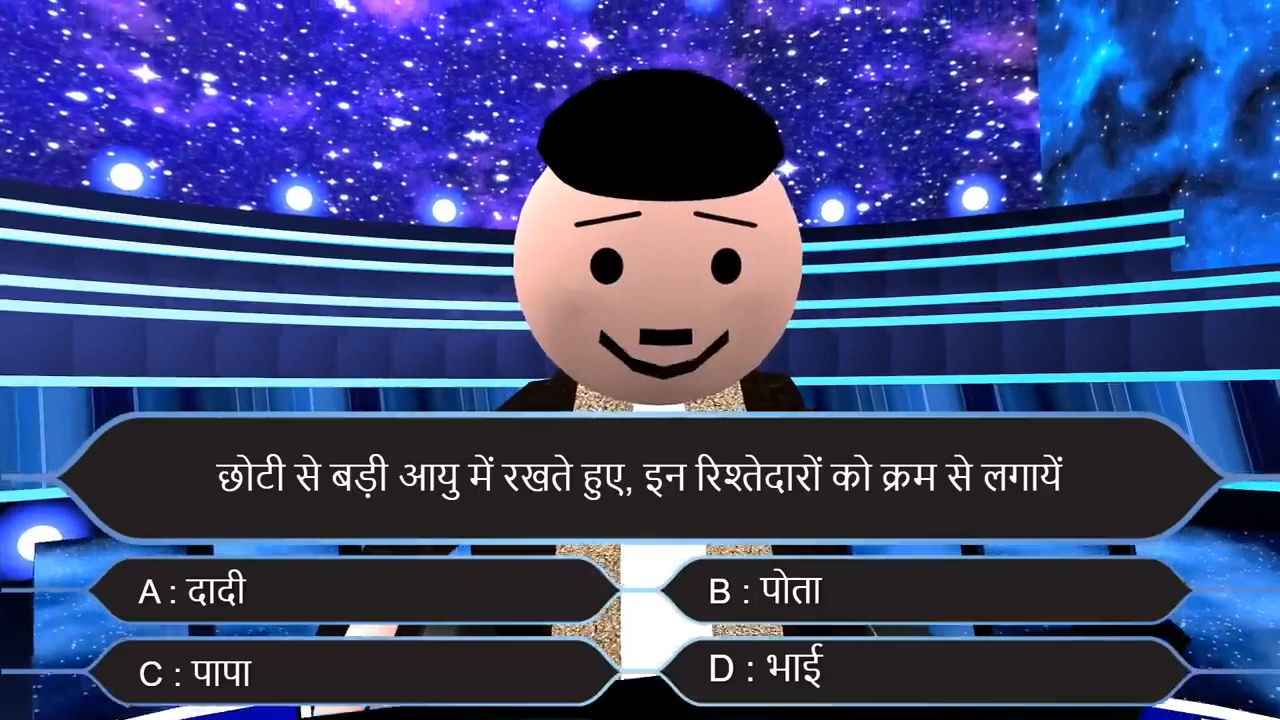 छोटी से बड़ी आयु में रखते हुए, इन रिश्तेदारों को क्रम से लगायें
A : दादी
B : पोता
C : पापा
D : भाई